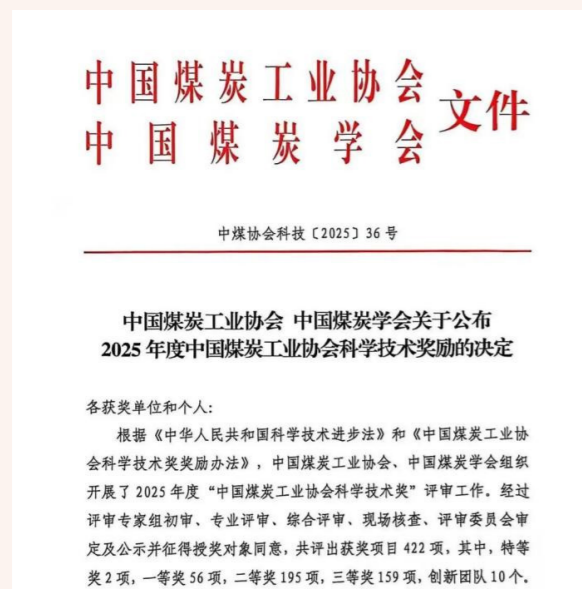 中国煤炭工业协会
中国煤炭学会
文件
中煤协会科技〔2025〕36号
中国煤炭工业协会 中国煤炭学会关于公布
2025年度中国煤炭工业协会科学技术奖励的决定
各获奖单位和个人：
根据《中华人民共和国科学技术进步法》和《中国煤炭工业协
会科学技术奖奖励办法》，中国煤炭工业协会、中国煤炭学会组织
开展了2025年度“中国煤炭工业协会科学技术奖”评审工作。经过
评审专家组初审、专业评审、综合评审、现场核查、评审委员会审
定及公示并征得授奖对象同意，共评出获奖项目422项，其中，特等
奖2项，一等奖56项，二等奖195项，三等奖159项，创新团队10个。